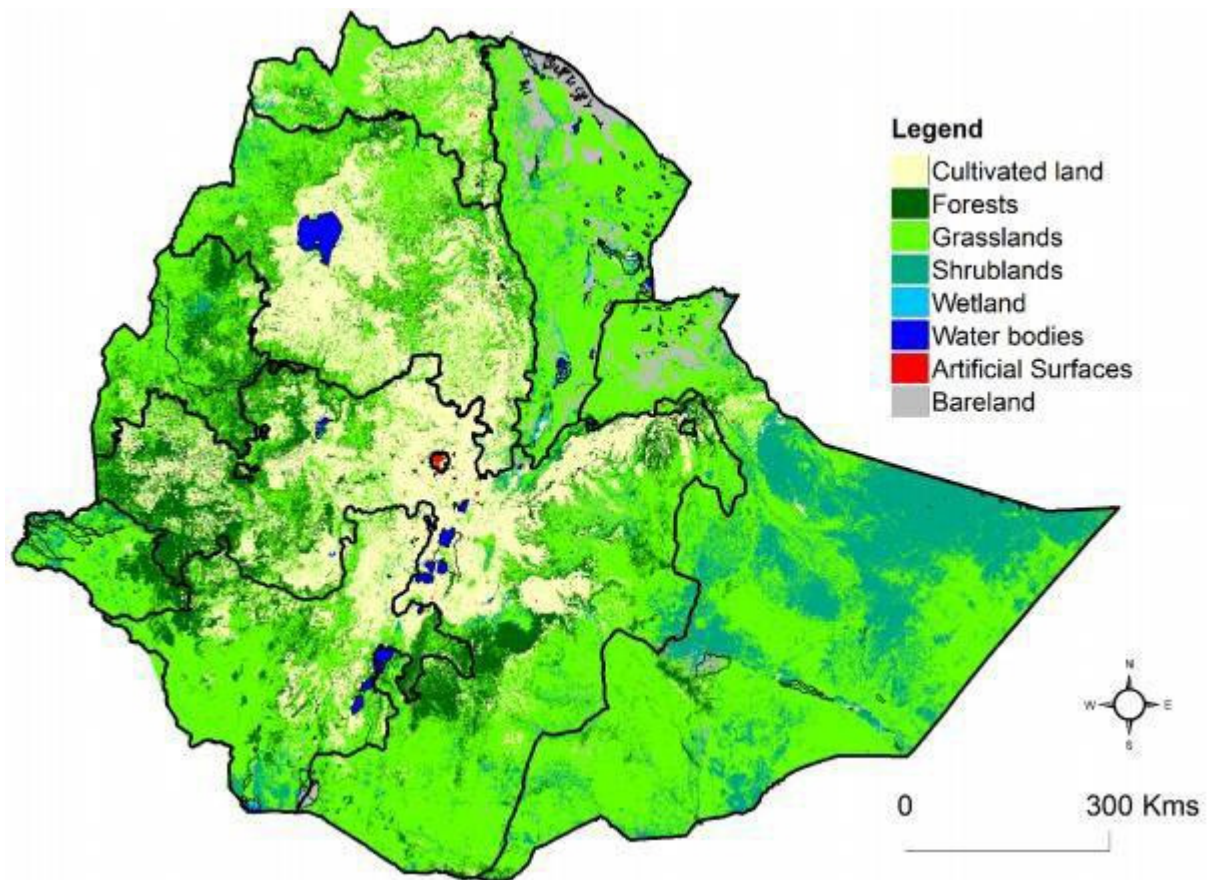 Legend
Cultivated land
Forests
Grasslands
Shrublands
Wetland
Water bodies
Artificial Surfaces
Bareland
N
W E
S
0 300 Kms